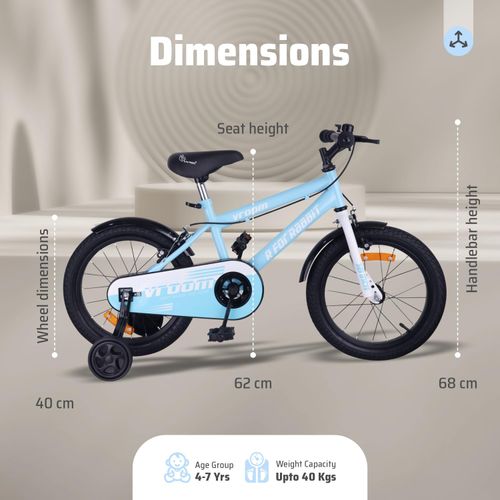 Dimensions
Seat height
Wheel dimensions
Handlebar height
vroom
R FOR RABBIT
vroom
40 cm
62 cm
68 cm
Age Group
4-7 Yrs
Weight Capacity
Upto 40 Kgs